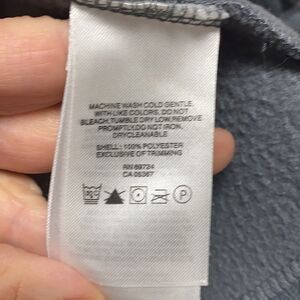 MACHINE WASH COLD GENTLE,
WITH LIKE COLORS, DO NOT
BLEACH.TUMBLE DRY LOW,REMOVE
PROMPTLY.DO NOT IRON,
DRYCLEANABLE
SHELL: 100% POLYESTER
EXCLUSIVE OF TRIMMING
RN 69724
CA 05367
P